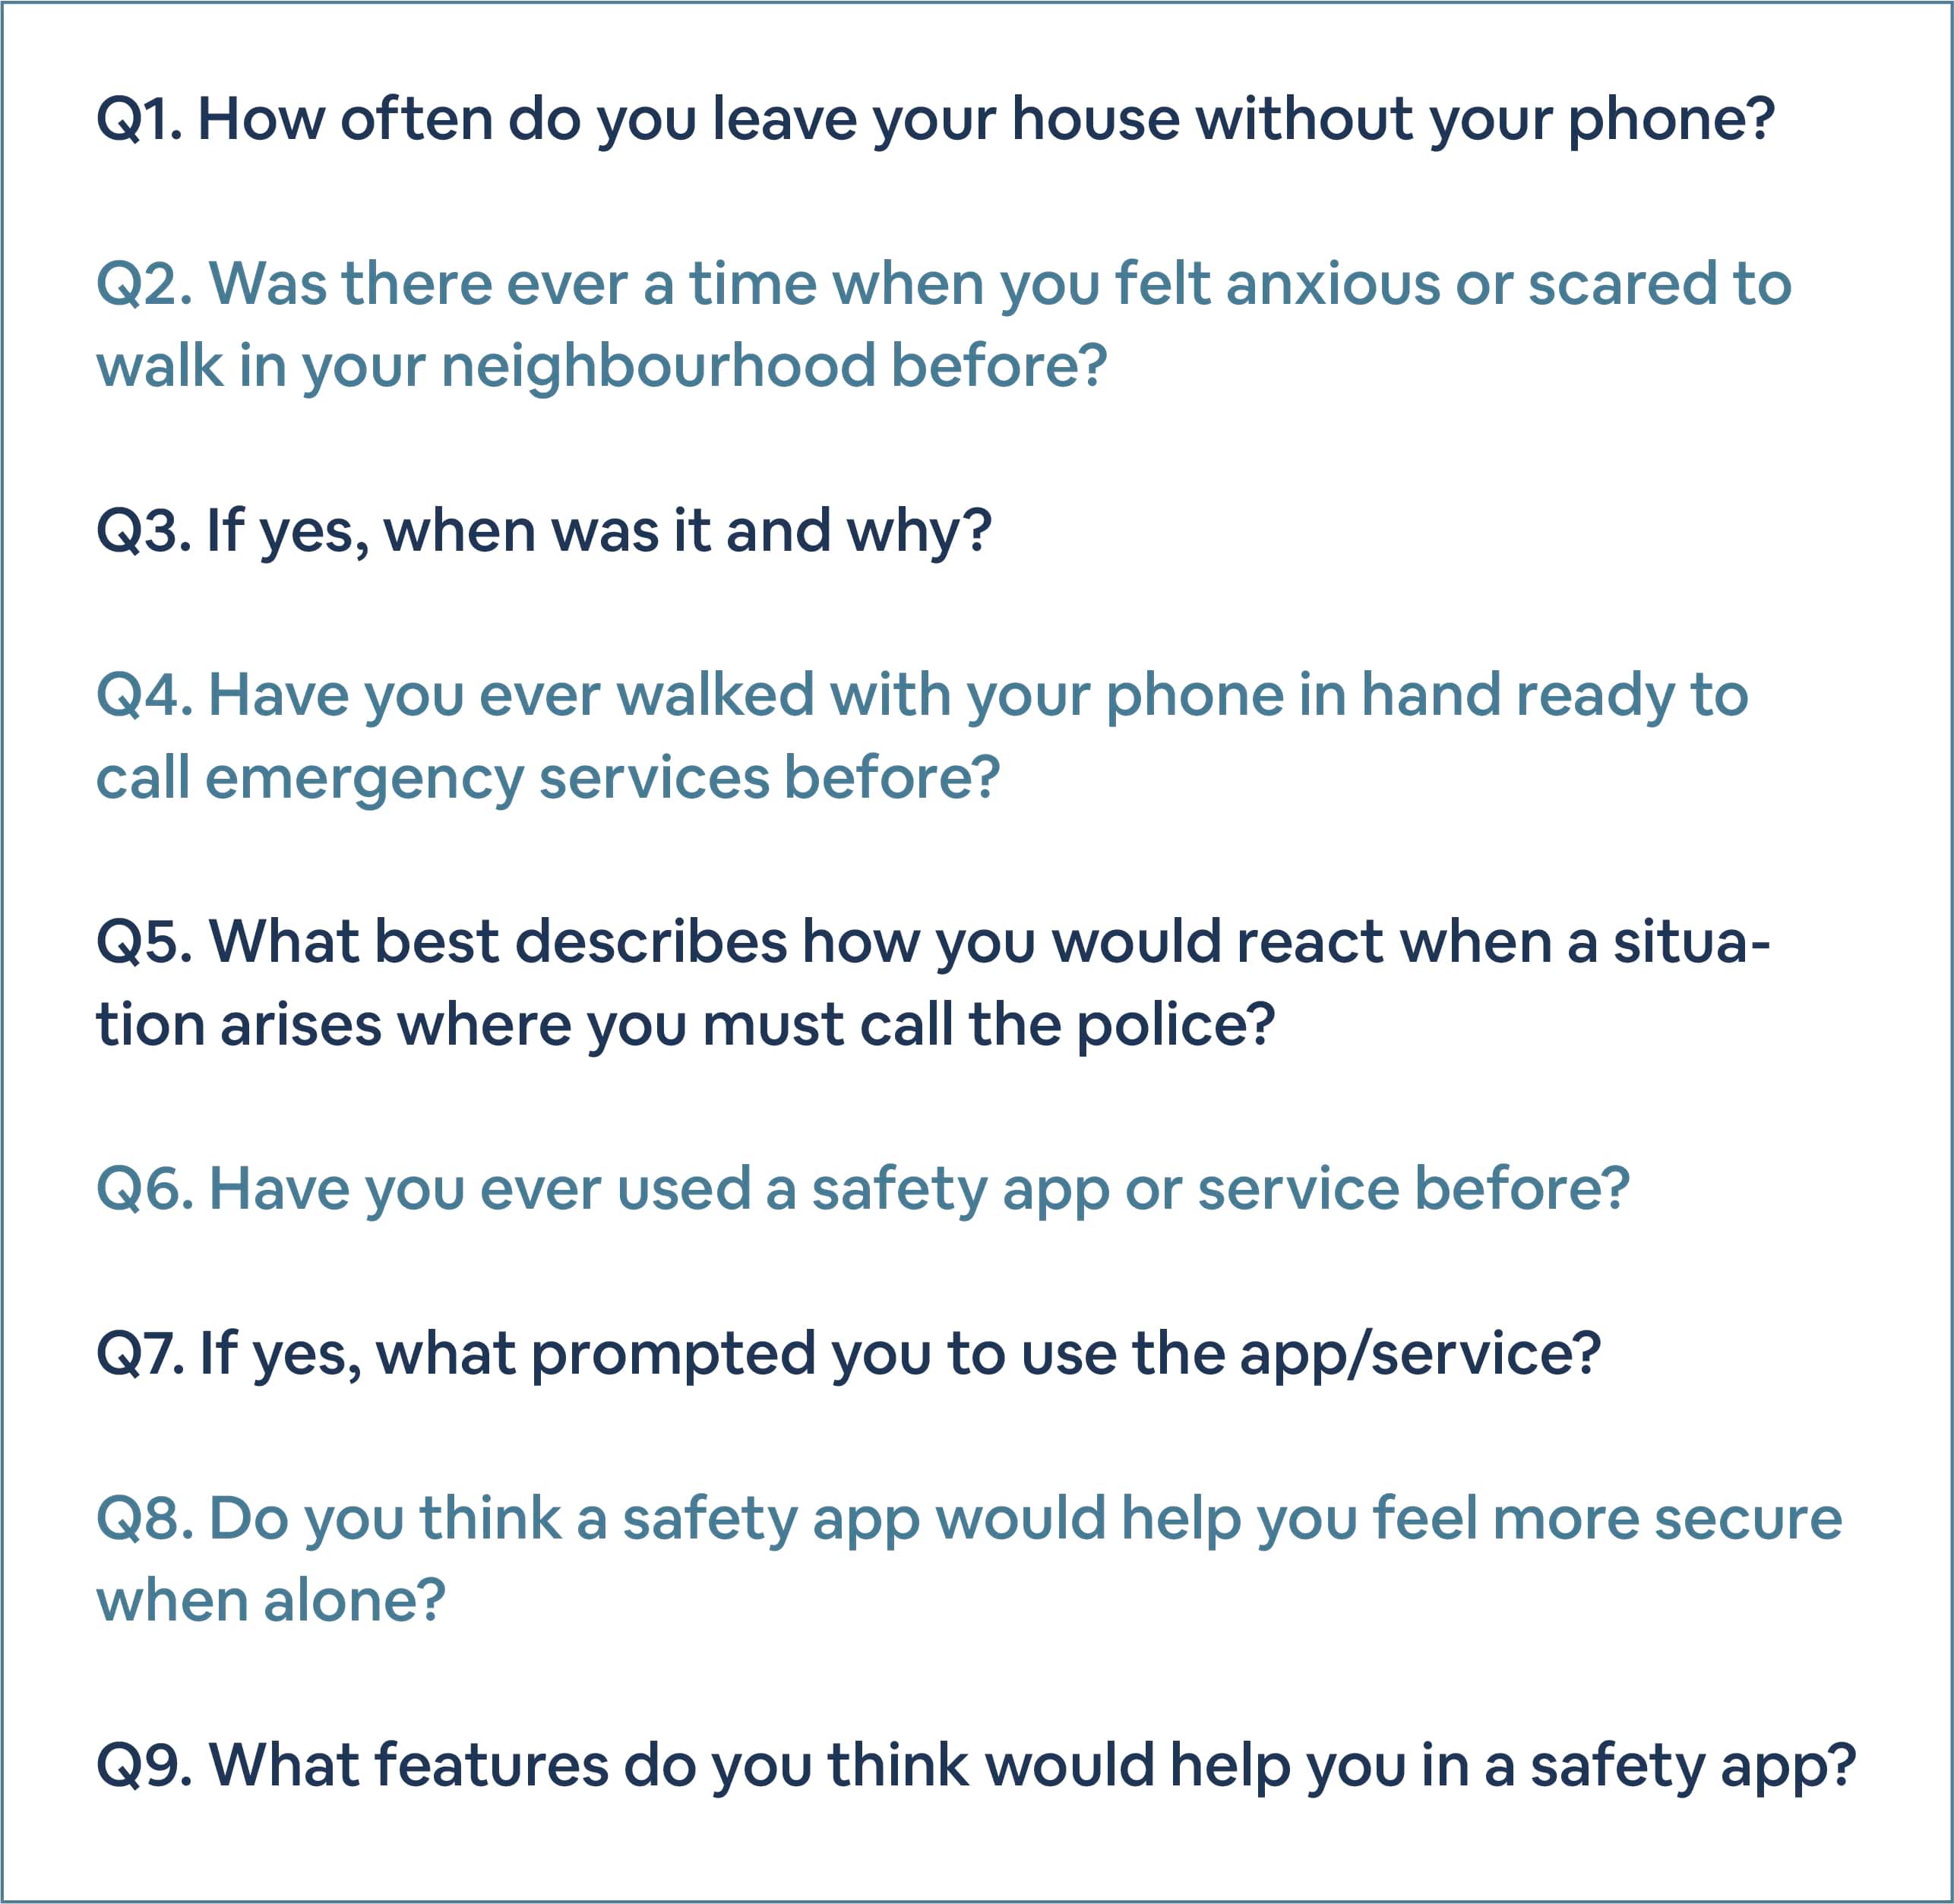 Q1. How often do you leave your house without your phone?
Q2. Was there ever a time when you felt anxious or scared to
walk in your neighbourhood before?
Q3. If yes, when was it and why?
Q4. Have you ever walked with your phone in hand ready to
call emergency services before?
Q5. What best describes how you would react when a situa-
tion arises where you must call the police?
Q6. Have you ever used a safety app or service before?
Q7. If yes, what prompted you to use the app/service?
Q8. Do you think a safety app would help you feel more secure
when alone?
Q9. What features do you think would help you in a safety app?